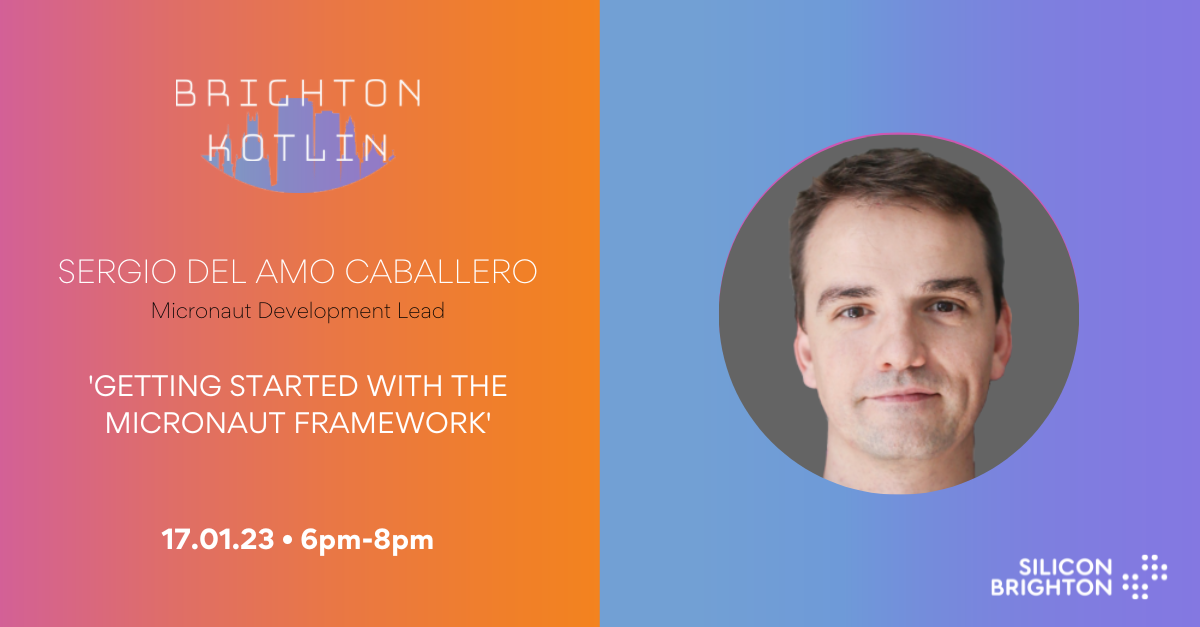 BRIGHTON
KOTLIN
SERGIO DEL AMO CABALLERO
Micronaut Development Lead
'GETTING STARTED WITH THE
MICRONAUT FRAMEWORK'
17.01.23 • 6pm-8pm
SILICON
BRIGHTON